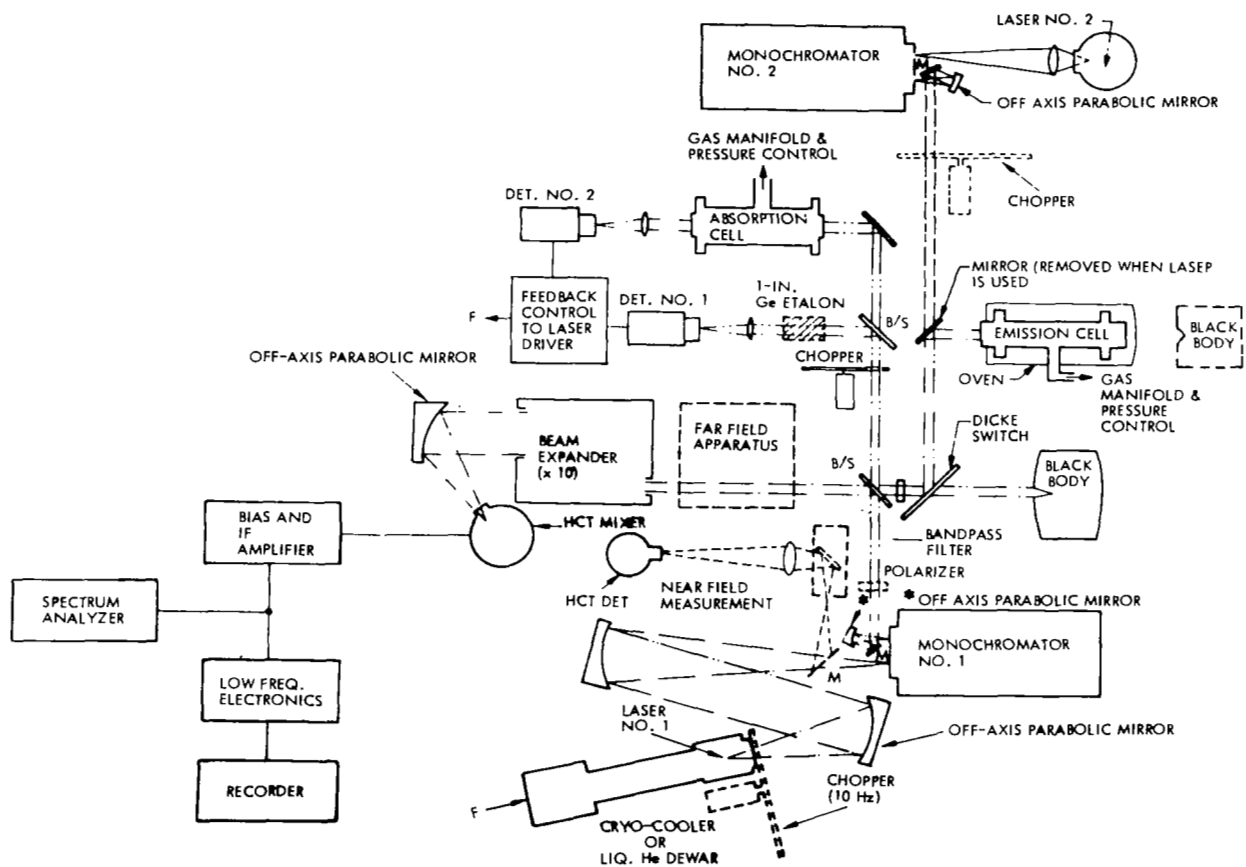 LASER NO. 2
MONOCHROMATOR
NO. 2
M
OFF AXIS PARABOLIC MIRROR
GAS MANIFOLD &
PRESSURE CONTROL
CHOPPER
DET. NO. 2
ABSORPTION
CELL
MIRROR (REMOVED WHEN LASEP
IS USED
1-IN.
Ge ETALON
B/S
FEEDBACK
CONTROL
TO LASER
DRIVER
F
DET. NO. 1
EMISSION CELL
BLACK
BODY
OVEN
GAS
MANIFOLD &
PRESSURE
CONTROL
OFF-AXIS PARABOLIC MIRROR
CHOPPER
BEAM
EXPANDER
(x 10)
FAR FIELD
APPARATUS
B/S
DICKE
SWITCH
BLACK
BODY
BIAS AND
IF
AMPLIFIER
HCT MIXER
BANDPASS
FILTER
POLARIZER
SPECTRUM
ANALYZER
HCT DET
NEAR FIELD
MEASUREMENT
*
* OFF AXIS PARABOLIC MIRROR
MONOCHROMATOR
NO. 1
M
M
LOW FREQ.
ELECTRONICS
LASER
NO. 1
OFF-AXIS PARABOLIC MIRROR
RECORDER
CHOPPER
(10 Hz)
F
CRYO-COOLER
OR
LIQ. He DEWAR